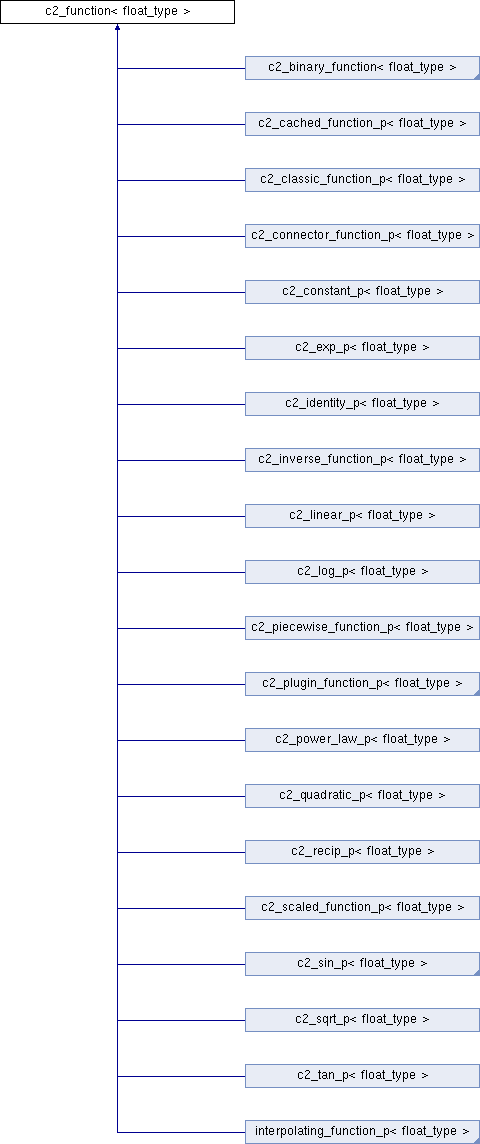 c2_function< float_type >
c2_binary_function< float_type >
c2_cached_function_p< float_type >
c2_classic_function_p< float_type >
c2_connector_function_p< float_type >
c2_constant_p< float_type >
c2_exp_p< float_type >
c2_identity_p< float_type >
c2_inverse_function_p< float_type >
c2_linear_p< float_type >
c2_log_p< float_type >
c2_piecewise_function_p< float_type >
c2_plugin_function_p< float_type >
c2_power_law_p< float_type >
c2_quadratic_p< float_type >
c2_recip_p< float_type >
c2_scaled_function_p< float_type >
c2_sin_p< float_type >
c2_sqrt_p< float_type >
c2_tan_p< float_type >
interpolating_function_p< float_type >